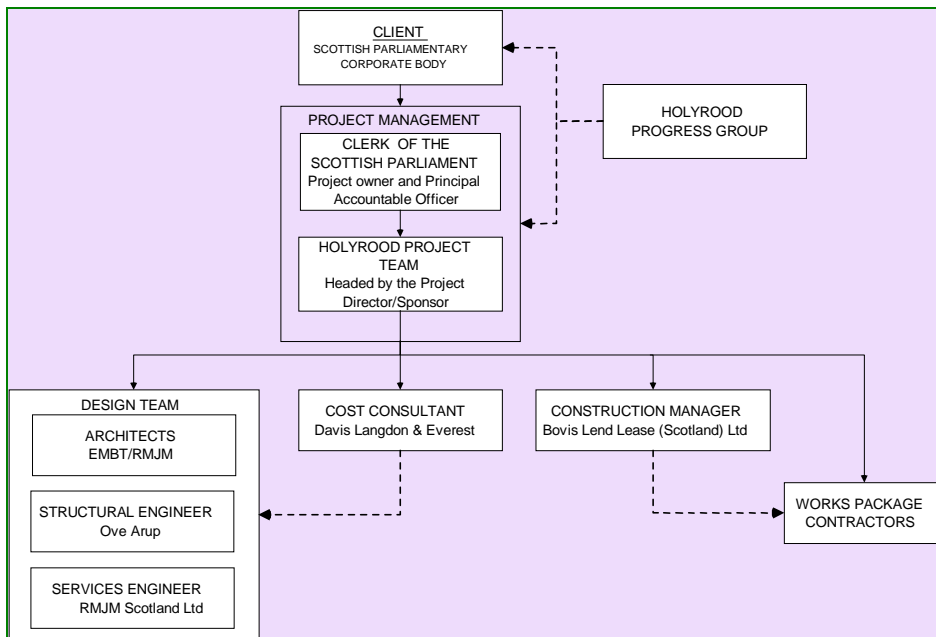 CLIENT
SCOTTISH PARLIAMENTARY
CORPORATE BODY
PROJECT MANAGEMENT
CLERK OF THE
SCOTTISH PARLIAMENT
Project owner and Principal
Accountable Officer
HOLYROOD PROJECT
TEAM
Headed by the Project
Director/Sponsor
HOLYROOD
PROGRESS GROUP
DESIGN TEAM
ARCHITECTS
EMBT/RMJM
STRUCTURAL ENGINEER
Ove Arup
SERVICES ENGINEER
RMJM Scotland Ltd
COST CONSULTANT
Davis Langdon & Everest
CONSTRUCTION MANAGER
Bovis Lend Lease (Scotland) Ltd
WORKS PACKAGE
CONTRACTORS